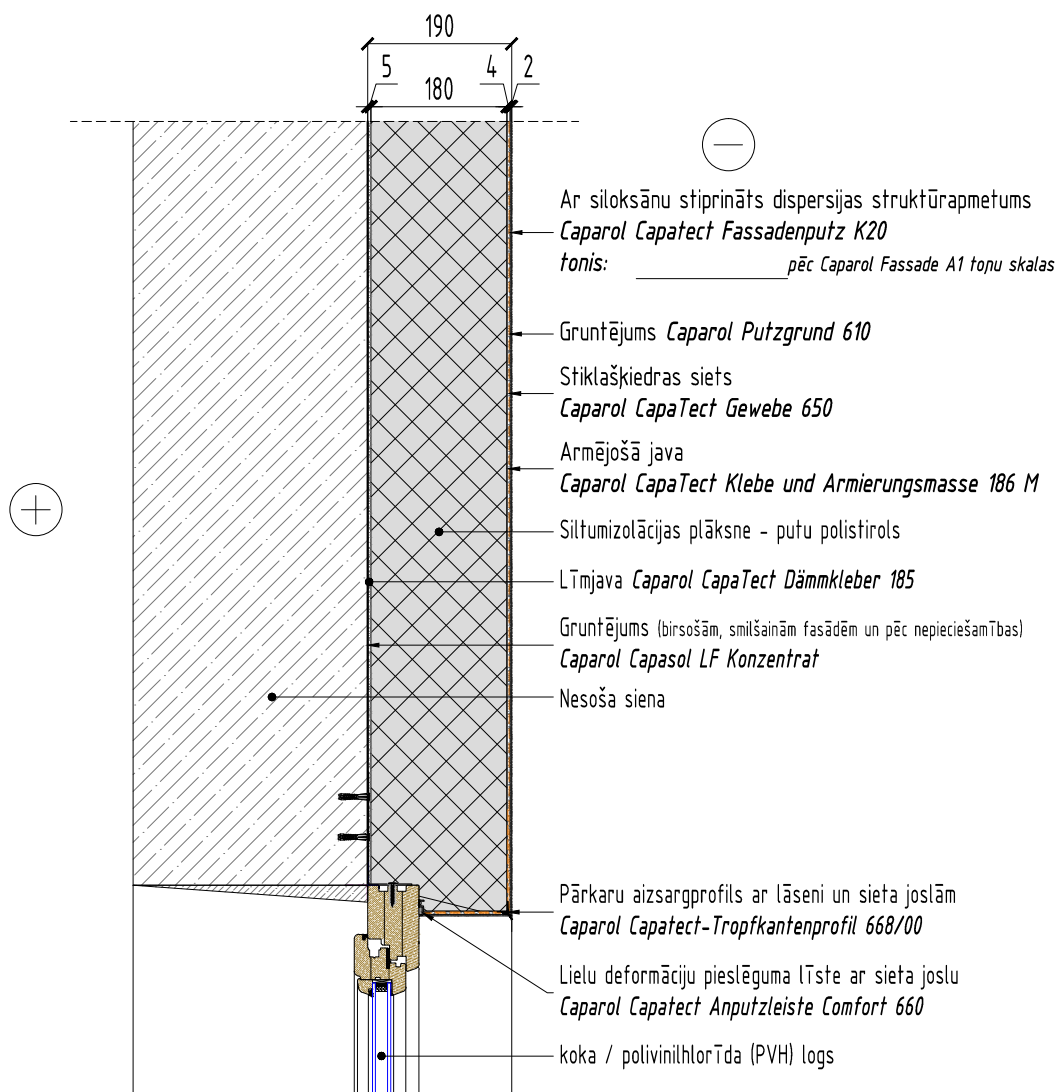 190
5
4
2
180
Ar siloksānu stiprināts dispersijas struktūrapmetums
Caparol Capatect Fassadenputz K20
tonis: pēc Caparol Fassade A1 toņu skalas
Gruntējums Caparol Putzgrund 610
Stiklašķiedras siets
Caparol CapaTect Gewebe 650
Armējošā java
Caparol CapaTect Klebe und Armierungsmasse 186 M
Siltumizolācijas plāksne - putu polistirols
Līmjava Caparol CapaTect Dämmkleber 185
Gruntējums (birsošām, smilšainām fasādēm un pēc nepieciešamības)
Caparol Capasol LF Konzentrat
Nesoša siena
Pārkaru aizsargprofils ar lāseni un sieta joslām
Caparol Capatect-Tropfkantenprofil 668/00
Lielu deformāciju pieslēguma līste ar sieta joslu
Caparol Capatect Anputzleiste Comfort 660
koka / polivinilhlorīda (PVH) logs